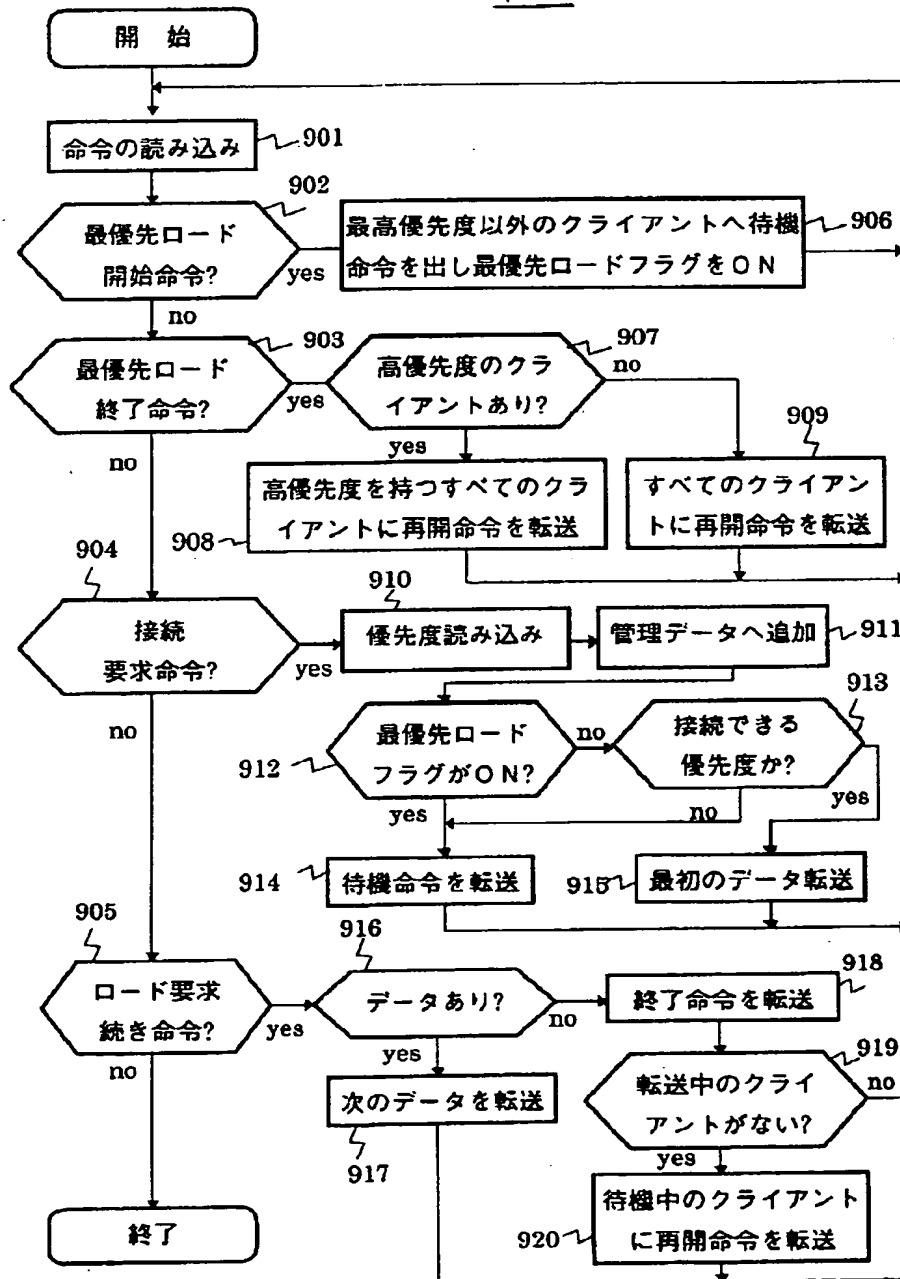 開 始
命令の読み込み
901
902
最優先ロード
開始命令?
yes
no
最高優先度以外のクライアントへ待機
命令を出し最優先ロードフラグをON
906
903
最優先ロード
終了命令?
yes
no
907
高優先度のクラ
イアントあり?
no
yes
高優先度を持つすべてのクラ
イアントに再開命令を転送
908
909
すべてのクライアン
トに再開命令を転送
904
接続
要求命令?
yes
no
910
優先度読み込み
管理データへ追加
911
最優先ロード
フラグがON?
912
no
yes
913
接続できる
優先度か?
yes
no
914
待機命令を転送
915
最初のデータ転送
905
ロード要求
続き命令?
yes
no
916
データあり?
no
yes
次のデータを転送
917
終了命令を転送
918
919
転送中のクライ
アントがない?
no
yes
待機中のクライアント
に再開命令を転送
920
終了